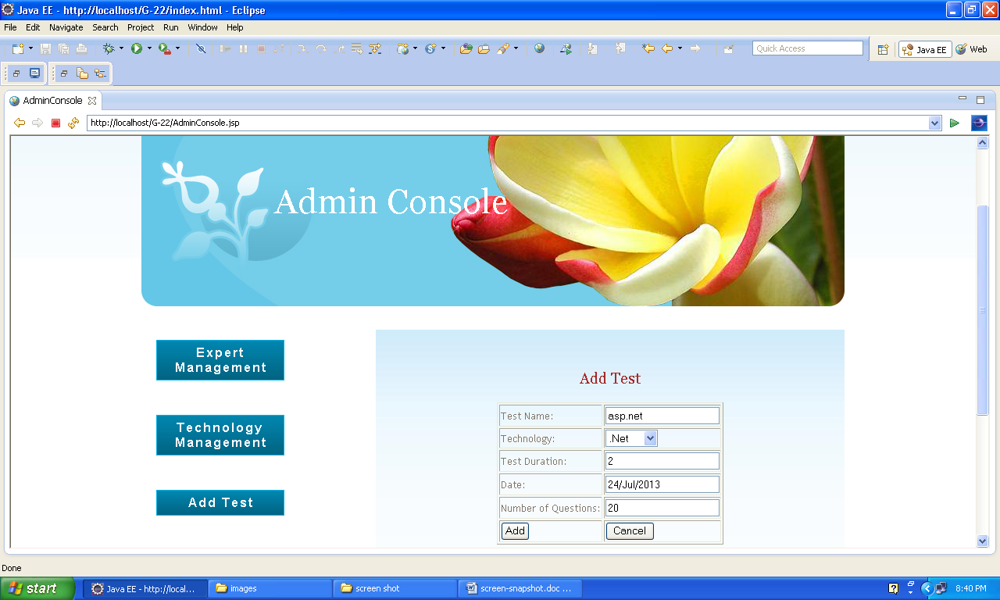 Java EE - http://localhost/G-22/index.html - Eclipse
File Edit Navigate Search Project Run Window Help
Quick Access
Java EE
Web
AdminConsole
http://localhost/G-22/AdminConsole.jsp
Admin Console
Expert
Management
Technology
Management
Add Test
Add Test
Test Name: asp.net
Technology: .Net
Test Duration: 2
Date: 24/Jul/2013
Number of Questions: 20
Add Cancel
Done
start Java EE - http://local... images screen shot screen-snapshot.doc ... 8:40 PM